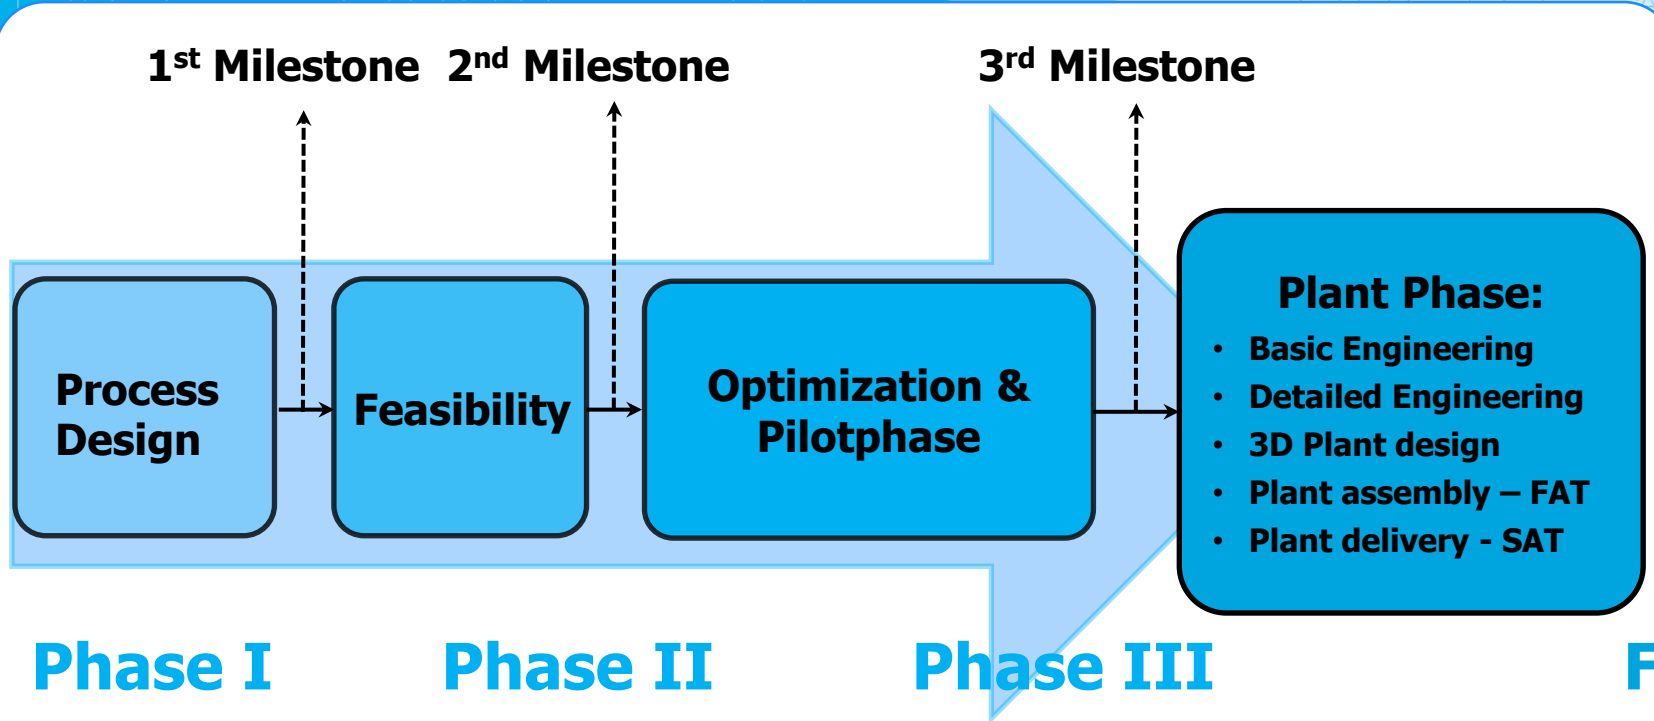 1st Milestone 2nd Milestone 3rd Milestone
Process
Design
Feasibility
Optimization &
Pilotphase
Plant Phase:
• Basic Engineering
• Detailed Engineering
• 3D Plant design
• Plant assembly – FAT
• Plant delivery - SAT
Phase I Phase II Phase III